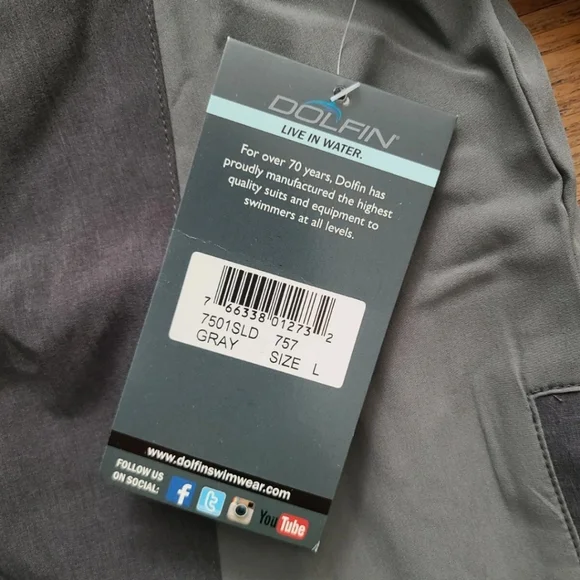 DOLFIN®
LIVE IN WATER.
For over 70 years, Dolfin has
proudly manufactured the highest
quality suits and equipment to
swimmers at all levels.
7 66338 01273 2
7501SLD 757
GRAY SIZE L
www.dolfinswimwear.com
FOLLOW US
ON SOCIAL: f t You Tube